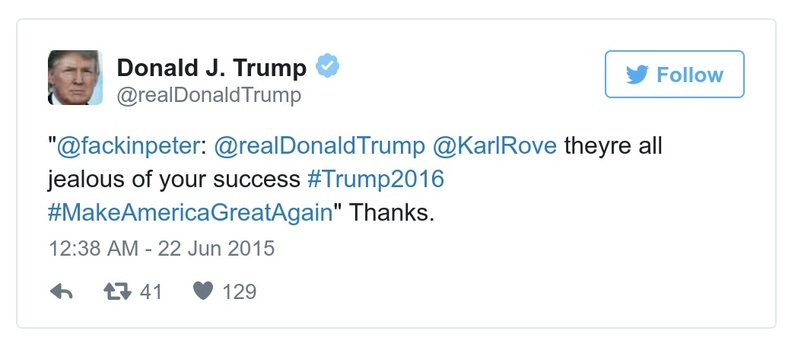 Donald J. Trump
@realDonaldTrump
Follow
"@fackinpeter: @realDonaldTrump @KarlRove theyre all
jealous of your success #Trump2016
#MakeAmericaGreatAgain" Thanks.
12:38 AM - 22 Jun 2015
41 129